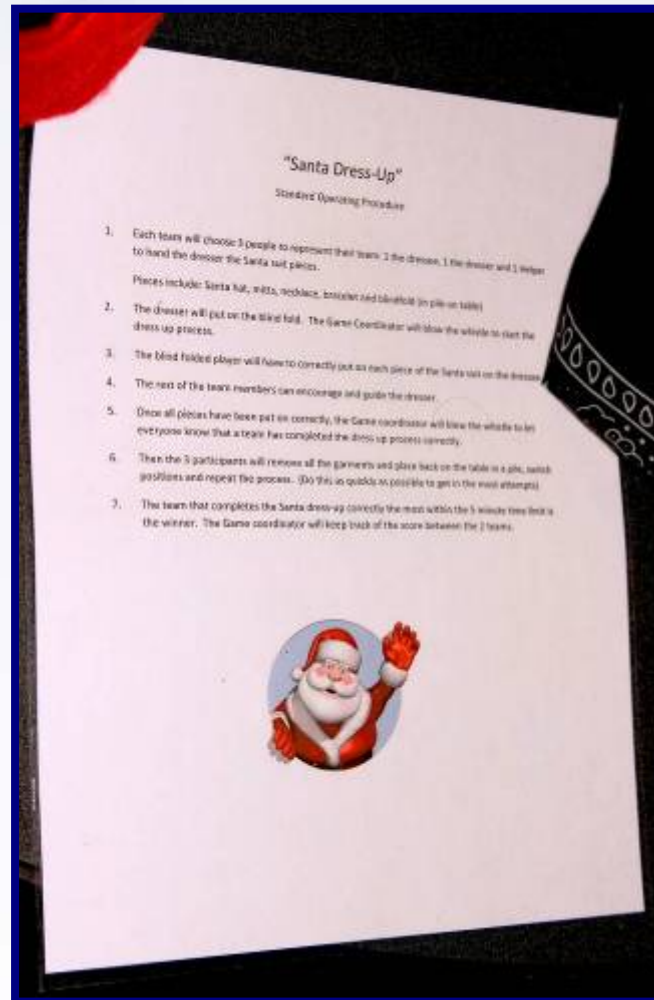 "Santa Dress-Up"
Standard Operating Procedure
1. Each team will choose 3 people to represent their team: 1 the dressee, 1 the dresser and 1 Helper
to hand the dresser the Santa suit pieces.
Pieces include: Santa hat, mitts, necklace, bracelet and blindfold (in pile on table)
2. The dresser will put on the blind fold. The Game Coordinator will blow the whistle to start the
dress up process.
3. The blind folded player will have to correctly put on each piece of the Santa suit on the dressee.
4. The rest of the team members can encourage and guide the dresser.
5. Once all pieces have been put on correctly, the Game coordinator will blow the whistle to let
everyone know that a team has completed the dress up process correctly.
6. Then the 3 participants will remove all the garments and place back on the table in a pile, switch
positions and repeat the process. (Do this as quickly as possible to get in the most attempts)
7. The team that completes the Santa dress-up correctly the most within the 5 minute time limit is
the winner. The Game coordinator will keep track of the score between the 2 teams.